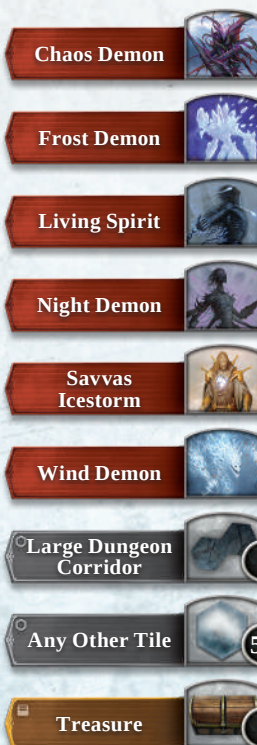 Chaos Demon
Frost Demon
Living Spirit
Night Demon
Savvas
Icestorm
Wind Demon
Large Dungeon
Corridor
Any Other Tile
5
Treasure